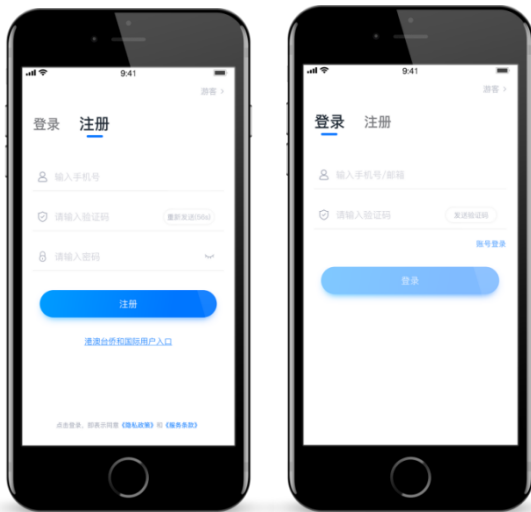 9:41
游客 >
登录 注册
输入手机号
请输入验证码 重新发送(58s)
请输入密码
注册
港澳台侨和国际用户入口
点击登录，即表示同意《隐私政策》和《服务条款》
9:41
游客 >
登录 注册
输入手机号/邮箱
请输入验证码 发送验证码
账号登录
登录